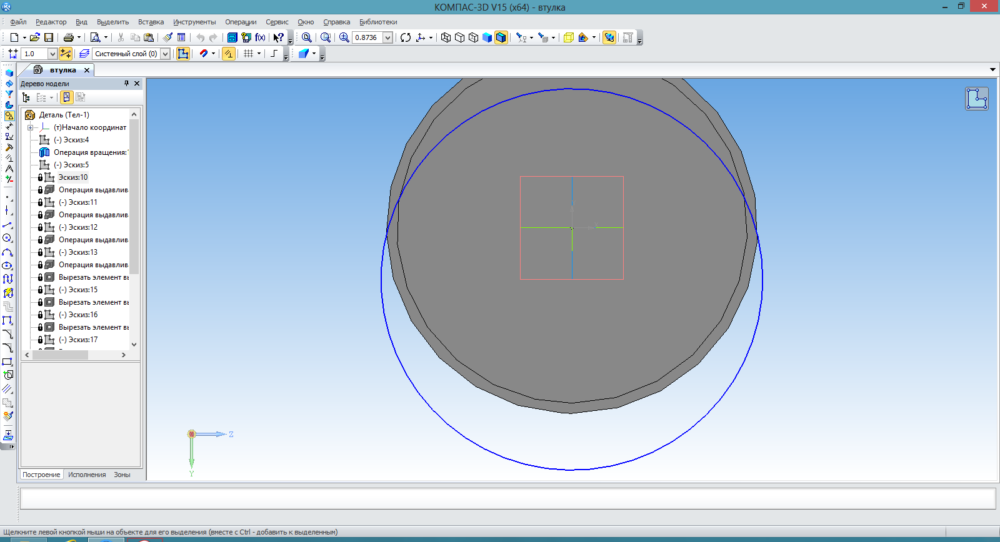 КОМПАС-3D V15 (x64) - втулка
Файл Редактор Вид Выделить Вставка Инструменты Операции Сервис Окно Справка Библиотеки
0.8736
f(x)
1.0 Системный слой (0)
втулка
Дерево модели
Деталь (Тел-1)
(т)Начало координат
(-) Эскиз:4
Операция вращения:
(-) Эскиз:5
Эскиз:10
Операция выдавлив
(-) Эскиз:11
Операция выдавлив
(-) Эскиз:12
Операция выдавлив
(-) Эскиз:13
Операция выдавлив
Вырезать элемент вы
(-) Эскиз:15
Вырезать элемент вы
(-) Эскиз:16
Вырезать элемент вы
(-) Эскиз:17
Z
Y
Построение Исполнения Зоны
Щелкните левой кнопкой мыши на объекте для его выделения (вместе с Ctrl - добавить к выделенным)